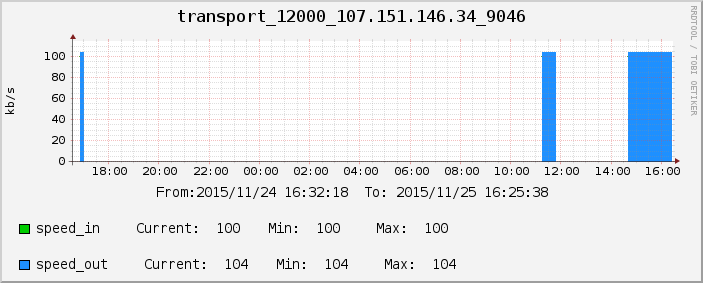 transport_12000_107.151.146.34_9046
RRDTOOL / TOBI OETIKER
kb/s
100
80
60
40
20
0
18:00 20:00 22:00 00:00 02:00 04:00 06:00 08:00 10:00 12:00 14:00 16:00
From:2015/11/24 16:32:18 To: 2015/11/25 16:25:38
speed_in Current: 100 Min: 100 Max: 100
speed_out Current: 104 Min: 104 Max: 104